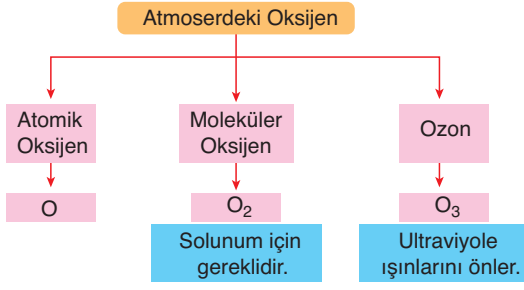 Atmoserdeki Oksijen
Atomik
Oksijen
Moleküler
Oksijen
Ozon
O
O₂
O₃
Solunum için
gereklidir.
Ultraviyole
ışınlarını önler.